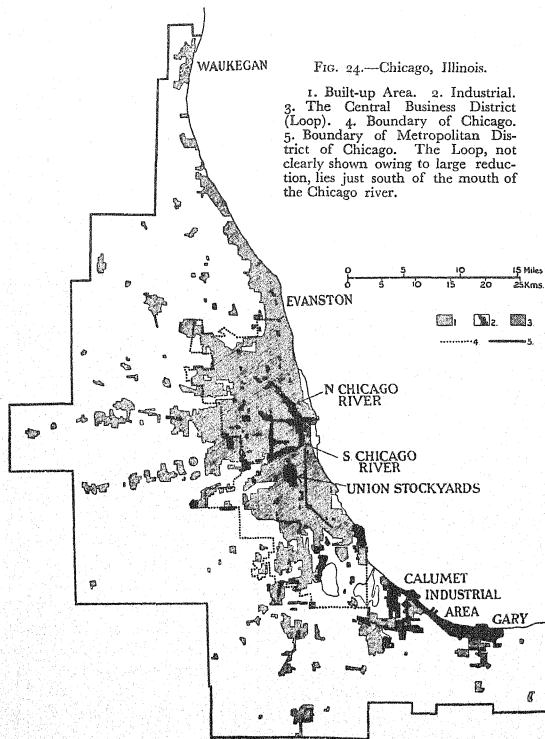 WAUKEGAN
FIG. 24.—Chicago, Illinois.
1. Built-up Area. 2. Industrial.
3. The Central Business District
(Loop). 4. Boundary of Chicago.
5. Boundary of Metropolitan Dis-
trict of Chicago. The Loop, not
clearly shown owing to large reduc-
tion, lies just south of the mouth of
the Chicago river.
0 5 10 15 Miles
0 5 10 15 20 25 Kms.
EVANSTON
1. 2. 3.
4. 5.
N CHICAGO
RIVER
S CHICAGO
RIVER
UNION STOCKYARDS
CALUMET
INDUSTRIAL
AREA
GARY